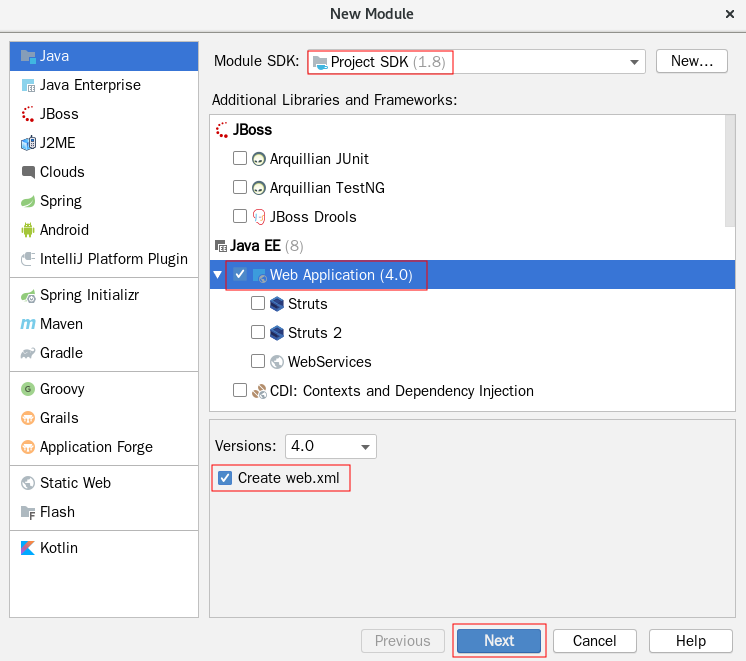 New Module
Java
Java Enterprise
JBoss
J2ME
Clouds
Spring
Android
IntelliJ Platform Plugin
Spring Initializr
Maven
Gradle
Groovy
Grails
Application Forge
Static Web
Flash
Kotlin
Module SDK: Project SDK (1.8) New...
Additional Libraries and Frameworks:
JBoss
Arquillian JUnit
Arquillian TestNG
JBoss Drools
Java EE (8)
Web Application (4.0)
Struts
Struts 2
WebServices
CDI: Contexts and Dependency Injection
Versions: 4.0
Create web.xml
Previous Next Cancel Help